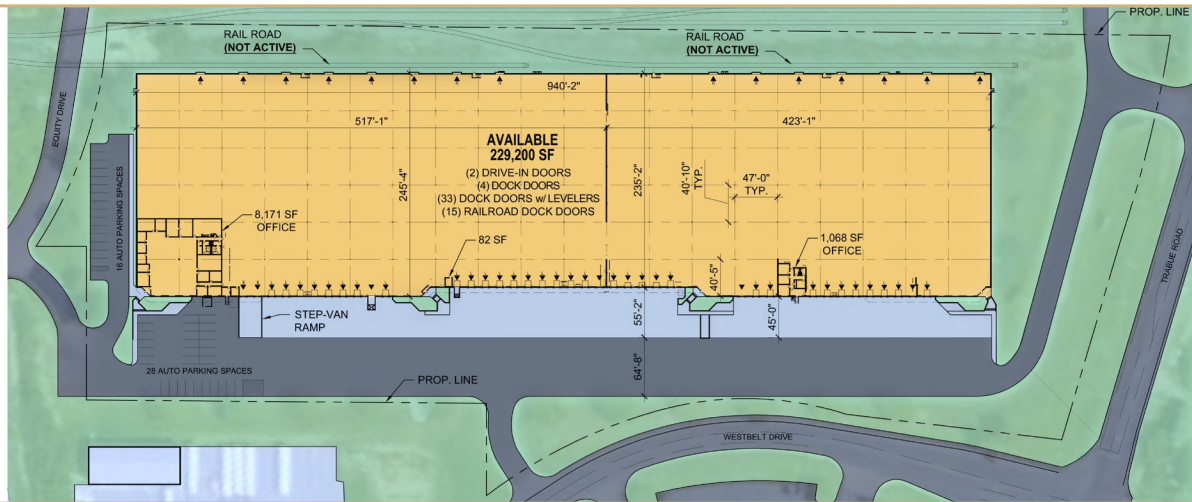 PROP. LINE
RAIL ROAD
(NOT ACTIVE)
RAIL ROAD
(NOT ACTIVE)
940'-2"
517'-1"
423'-1"
EQUITY DRIVE
AVAILABLE
229,200 SF
(2) DRIVE-IN DOORS
(4) DOCK DOORS
(33) DOCK DOORS w/ LEVELERS
(15) RAILROAD DOCK DOORS
245'-4"
235'-2"
40'-10"
TYP.
47'-0"
TYP.
16 AUTO PARKING SPACES
8,171 SF
OFFICE
82 SF
1,068 SF
OFFICE
40'-5"
TRABUE ROAD
STEP-VAN
RAMP
55'-2"
45'-0"
64'-8"
28 AUTO PARKING SPACES
PROP. LINE
WESTBELT DRIVE